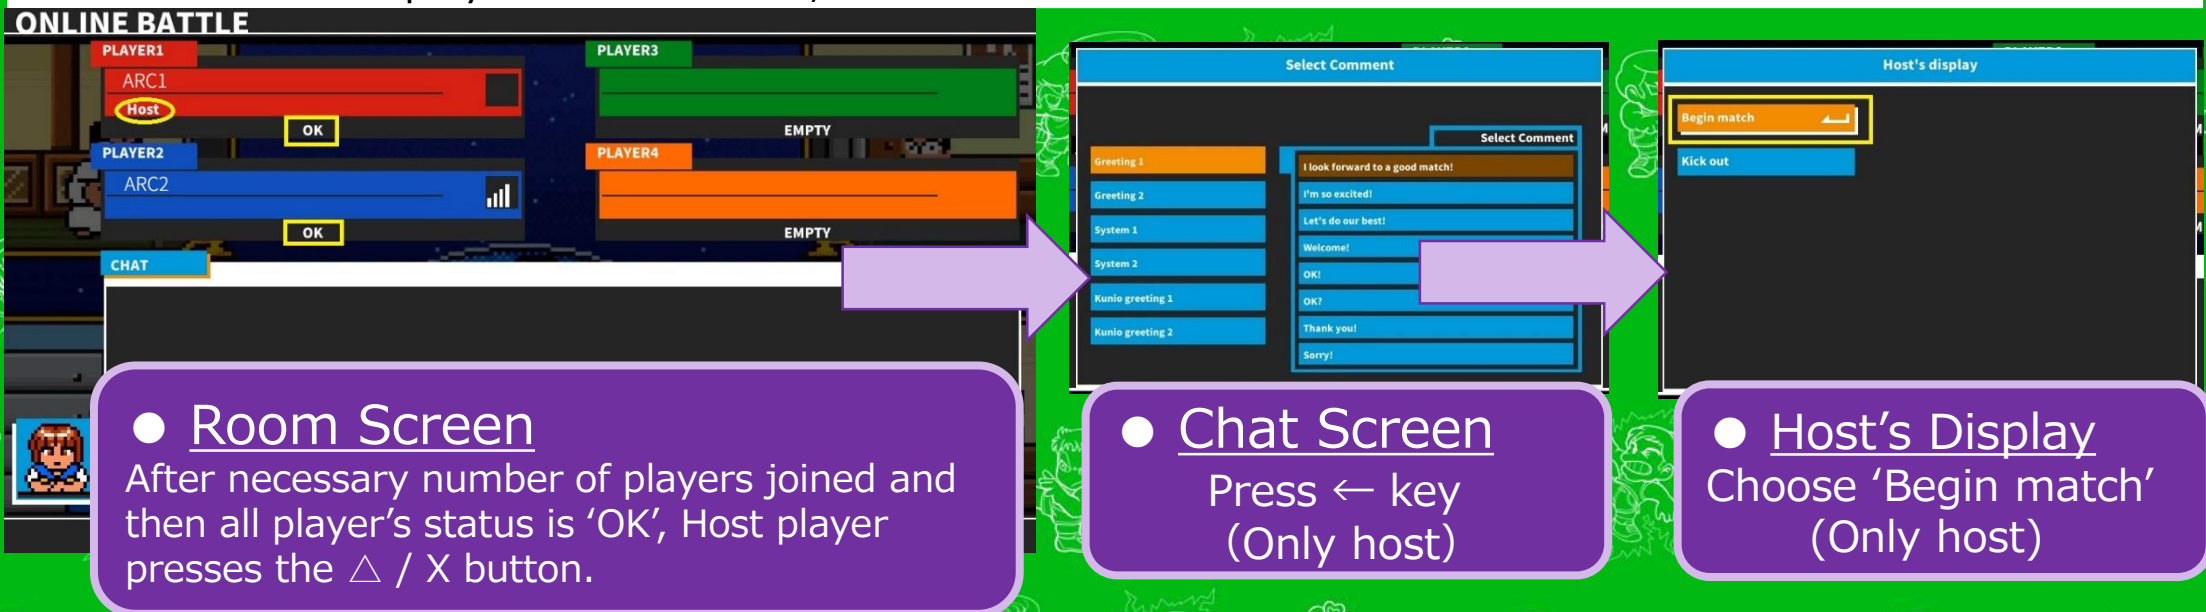 ONLINE BATTLE
PLAYER1
ARC1
Host
OK
PLAYER3
EMPTY
PLAYER2
ARC2
OK
PLAYER4
EMPTY
CHAT
● Room Screen
After necessary number of players joined and
then all player's status is 'OK', Host player
presses the △ / X button.
Select Comment
Select Comment
Greeting 1
Greeting 2
System 1
System 2
Kunio greeting 1
Kunio greeting 2
I look forward to a good match!
I'm so excited!
Let's do our best!
Welcome!
OK!
OK?
Thank you!
Sorry!
● Chat Screen
Press ← key
(Only host)
Host's display
Begin match
Kick out
● Host's Display
Choose 'Begin match'
(Only host)